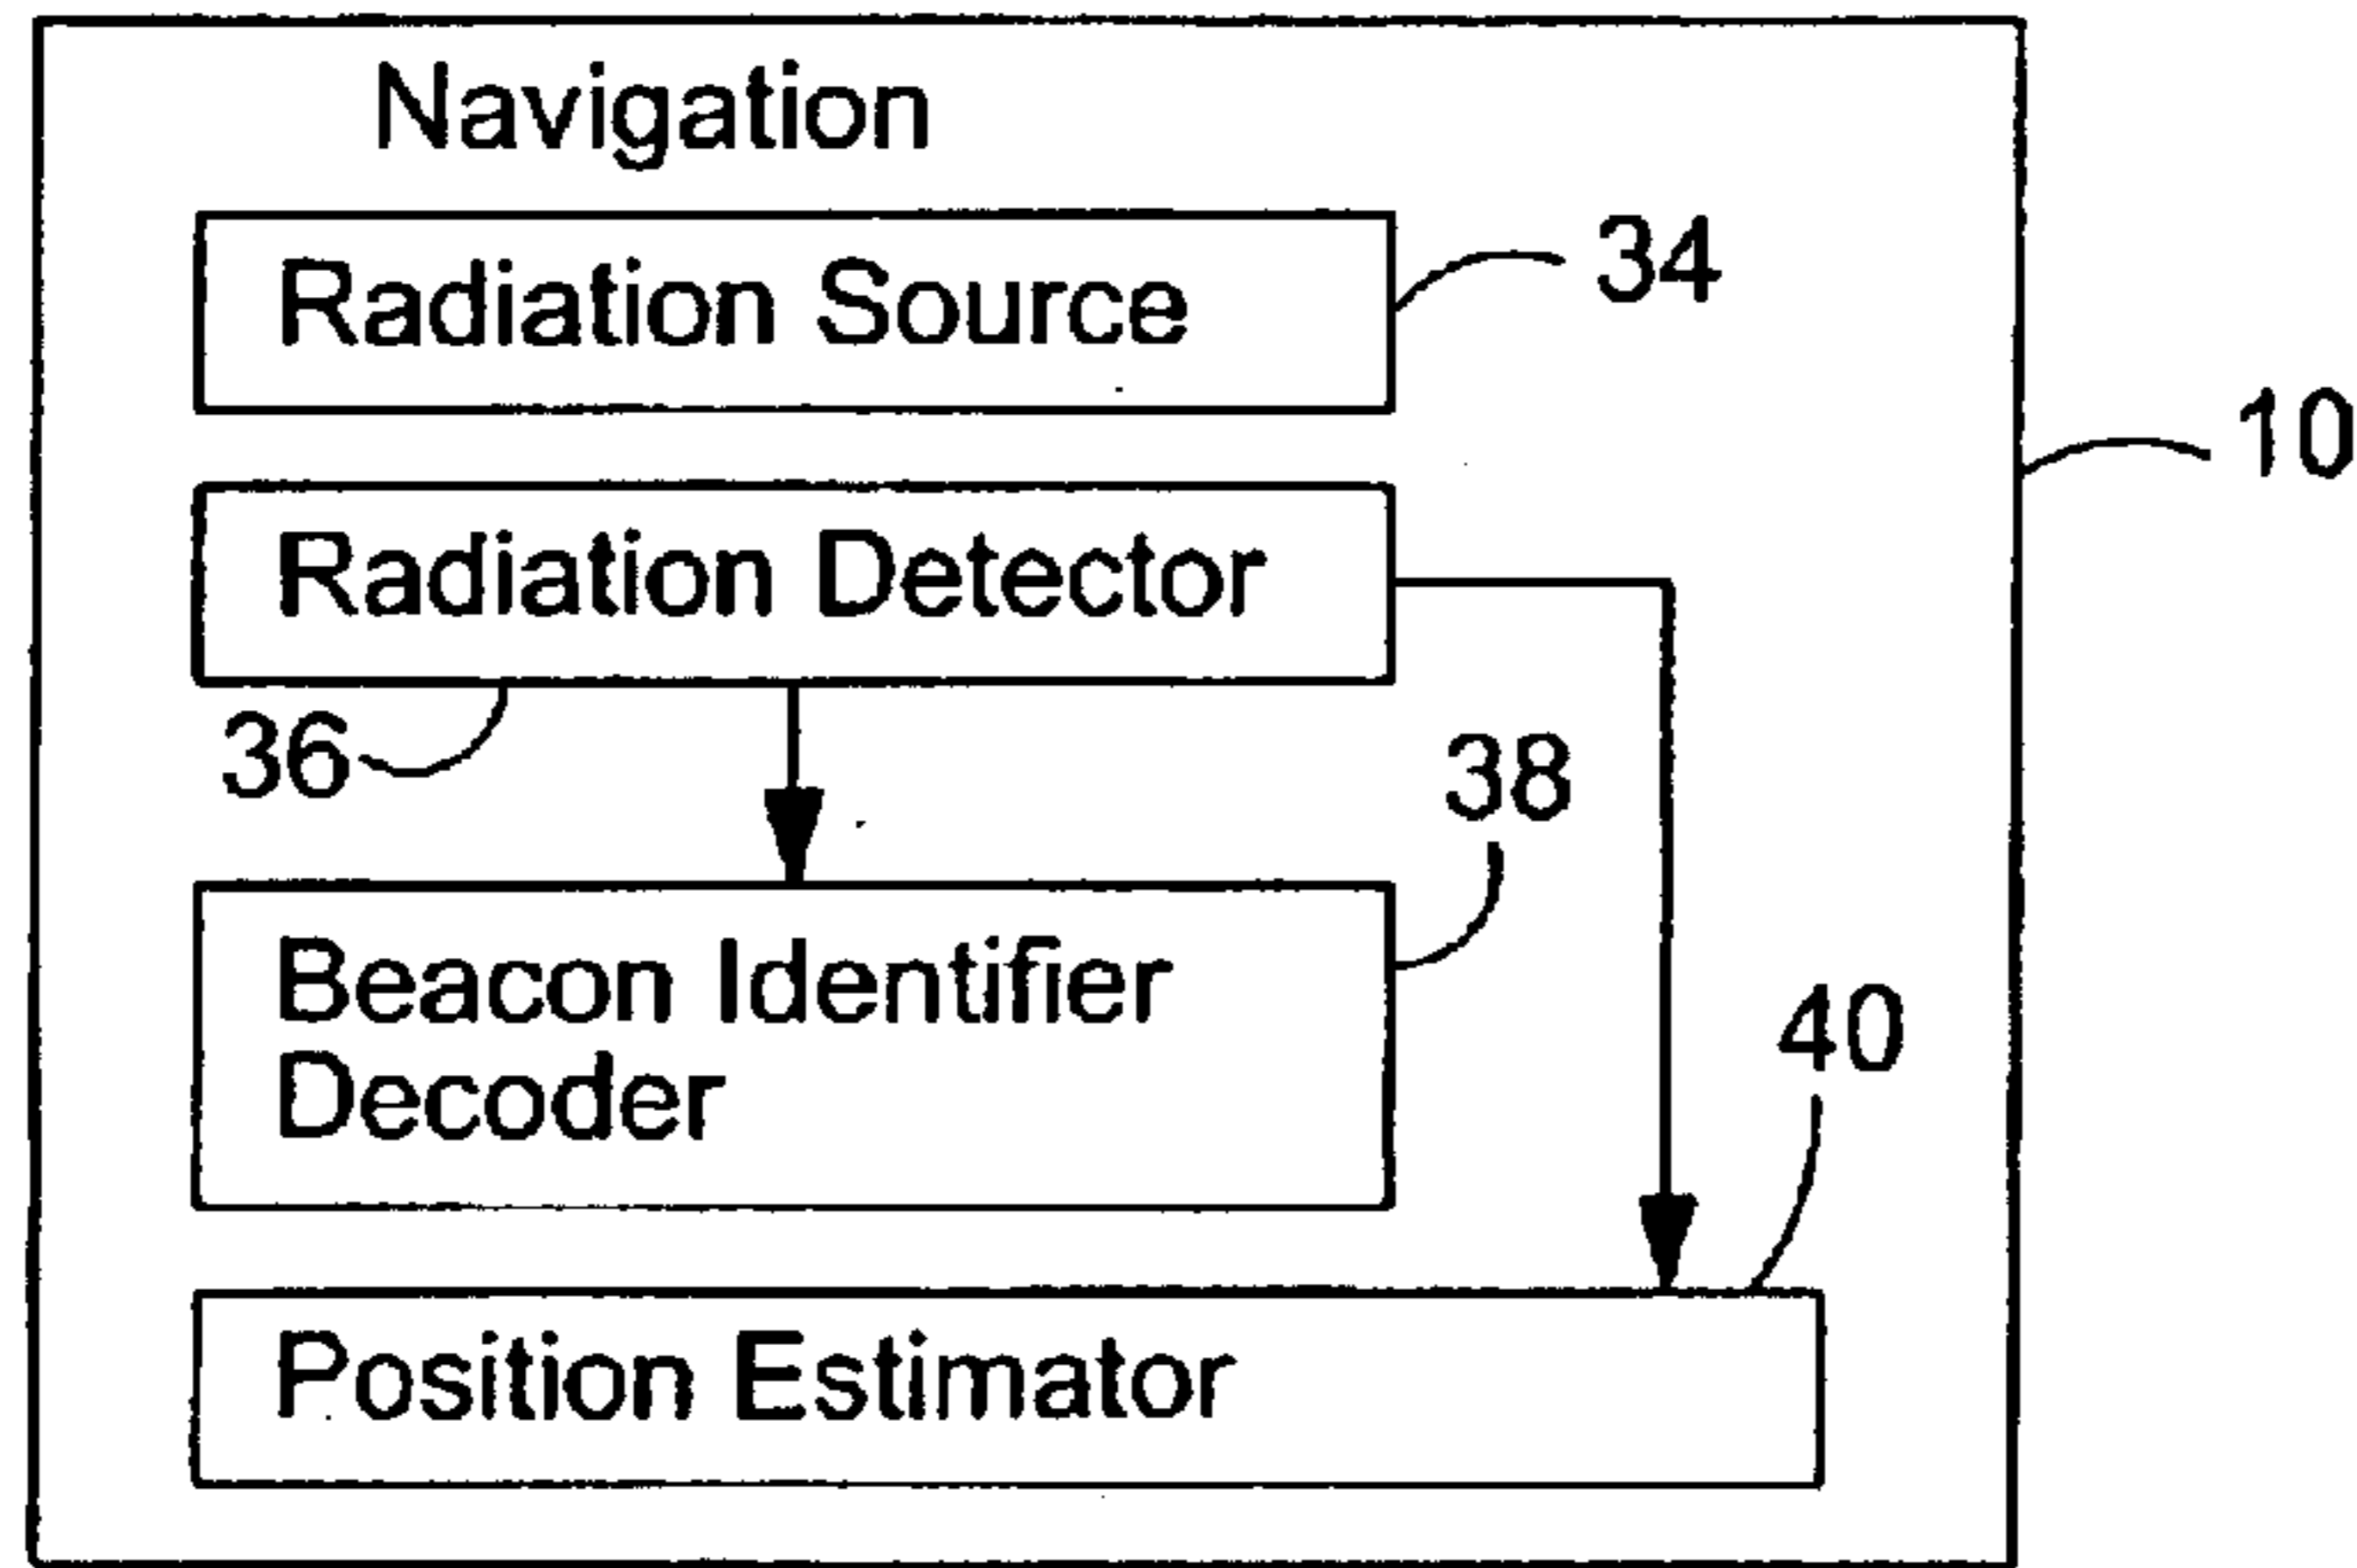 Navigation
Radiation Source
34
10
Radiation Detector
36
38
Beacon Identifier
Decoder
40
Position Estimator